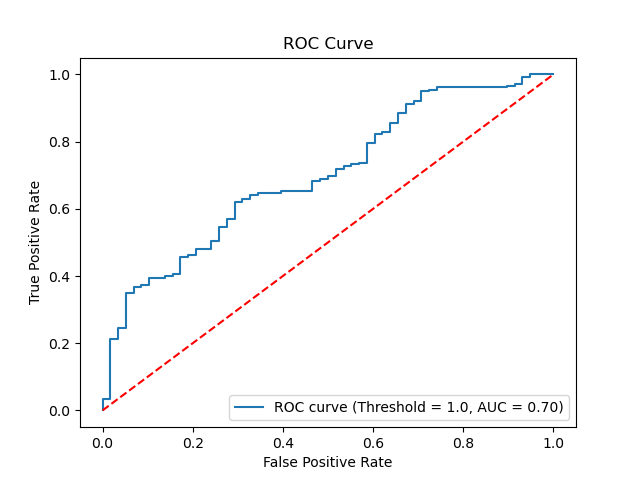 ROC Curve
True Positive Rate
1.0
0.8
0.6
0.4
0.2
0.0
ROC curve (Threshold = 1.0, AUC = 0.70)
0.0 0.2 0.4 0.6 0.8 1.0
False Positive Rate